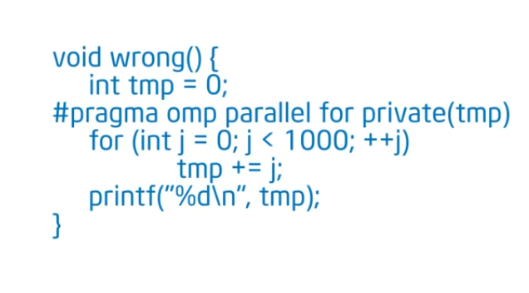 void wrong() {
int tmp = 0;
#pragma omp parallel for private(tmp)
for (int j = 0; j < 1000; ++j)
tmp += j;
printf(”%d\n“, tmp);
}